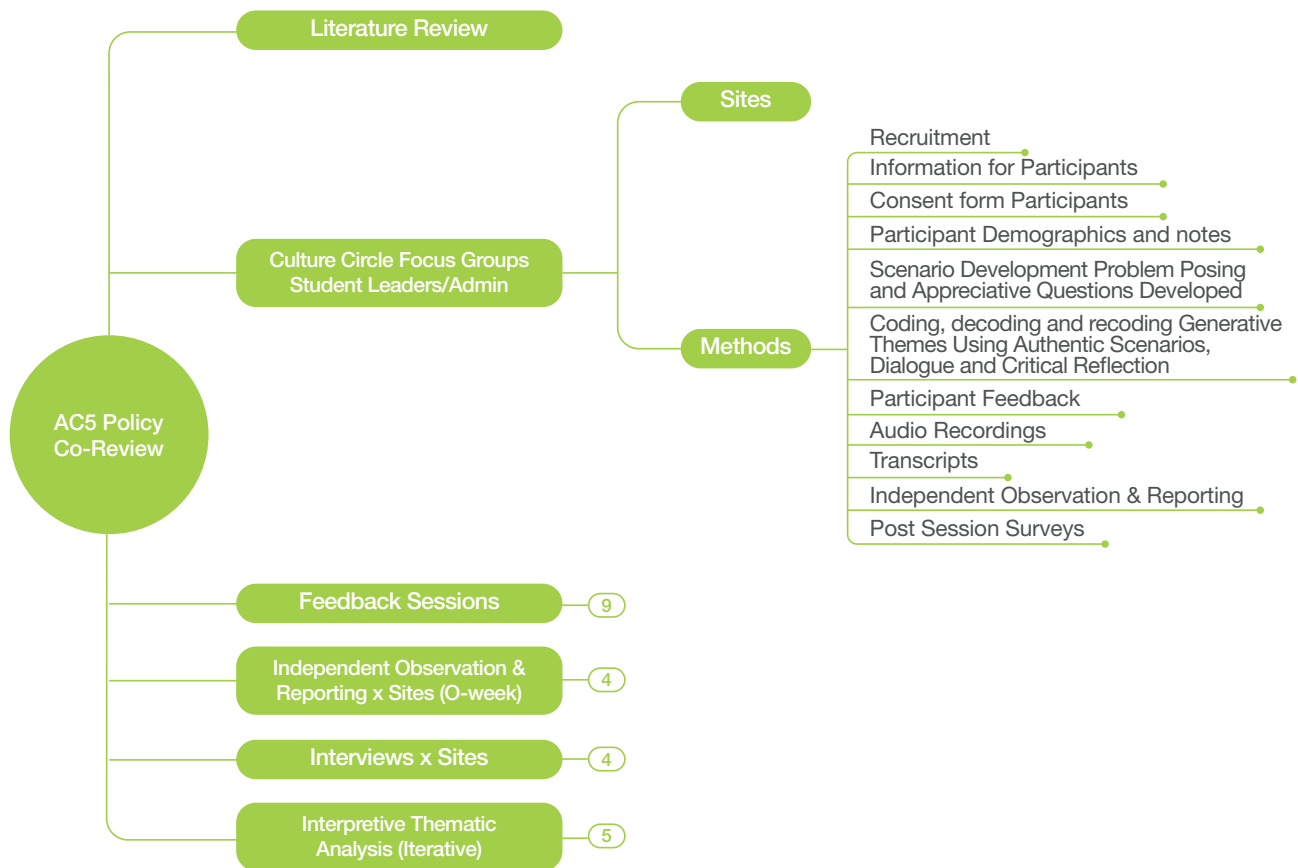 Literature Review
Sites
Recruitment
Information for Participants
Consent form Participants
Participant Demographics and notes
Culture Circle Focus Groups
Student Leaders/Admin
Scenario Development Problem Posing
and Appreciative Questions Developed
Methods
Coding, decoding and recoding Generative
Themes Using Authentic Scenarios,
Dialogue and Critical Reflection
Participant Feedback
Audio Recordings
Transcripts
Independent Observation & Reporting
Post Session Surveys
AC5 Policy
Co-Review
Feedback Sessions
9
Independent Observation &
Reporting x Sites (O-week)
4
Interviews x Sites
4
Interpretive Thematic
Analysis (Iterative)
5